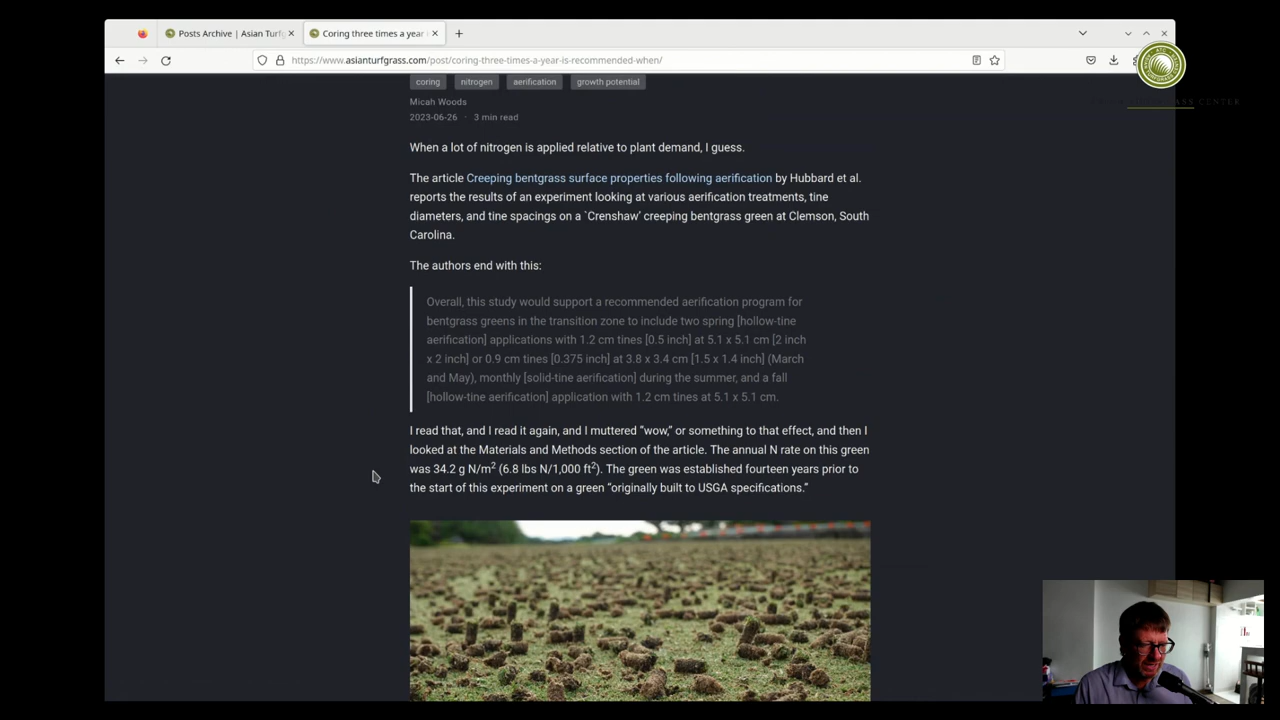 Posts Archive | Asian Turfg
Coring three times a year
https://www.asianturfgrass.com/post/coring-three-times-a-year-is-recommended-when/
coring nitrogen aerification growth potential
Micah Woods
2023-06-26 · 3 min read
When a lot of nitrogen is applied relative to plant demand, I guess.
The article Creeping bentgrass surface properties following aerification by Hubbard et al.
reports the results of an experiment looking at various aerification treatments, tine
diameters, and tine spacings on a `Crenshaw’ creeping bentgrass green at Clemson, South
Carolina.
The authors end with this:
Overall, this study would support a recommended aerification program for
bentgrass greens in the transition zone to include two spring [hollow-tine
aerification] applications with 1.2 cm tines [0.5 inch] at 5.1 x 5.1 cm [2 inch
x 2 inch] or 0.9 cm tines [0.375 inch] at 3.8 x 3.4 cm [1.5 x 1.4 inch] (March
and May), monthly [solid-tine aerification] during the summer, and a fall
[hollow-tine aerification] application with 1.2 cm tines at 5.1 x 5.1 cm.
I read that, and I read it again, and I muttered “wow,” or something to that effect, and then I
looked at the Materials and Methods section of the article. The annual N rate on this green
was 34.2 g N/m2 (6.8 lbs N/1,000 ft2). The green was established fourteen years prior to
the start of this experiment on a green “originally built to USGA specifications.”